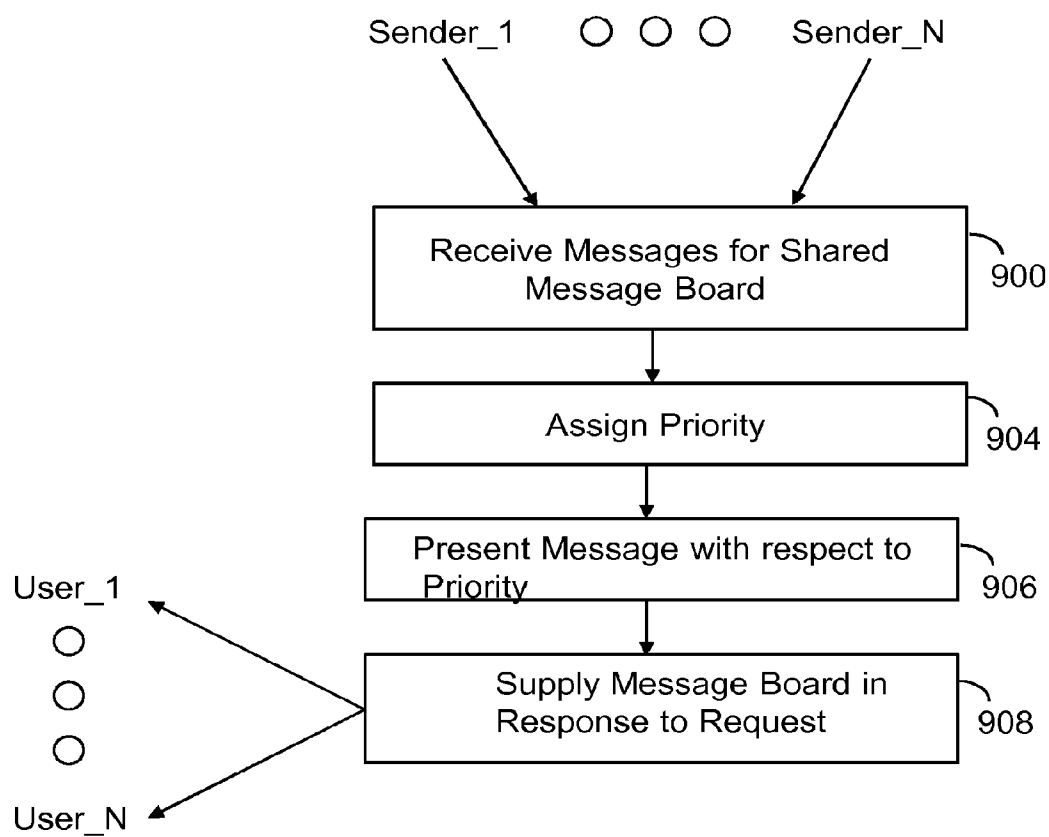 Sender_1
Sender_N
Receive Messages for Shared
Message Board
900
Assign Priority
904
Present Message with respect to
Priority
906
User_1
Supply Message Board in
Response to Request
908
User_N